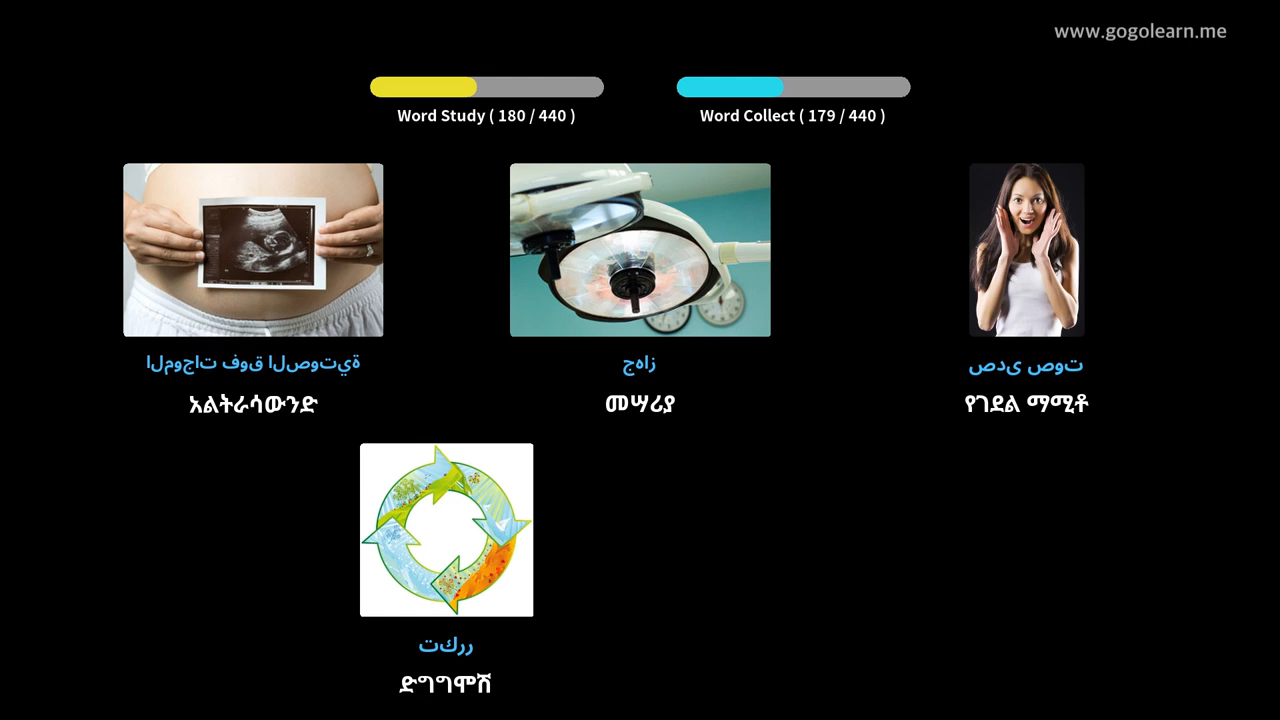 www.gogolearn.me
Word Study ( 180 / 440 )
Word Collect ( 179 / 440 )
الموجات فوق الصوتية
جهاز
صدى صوت
አልትራሳውንድ
መሣሪያ
የገደል ማሚቶ
تكرر
ድግግሞሽ